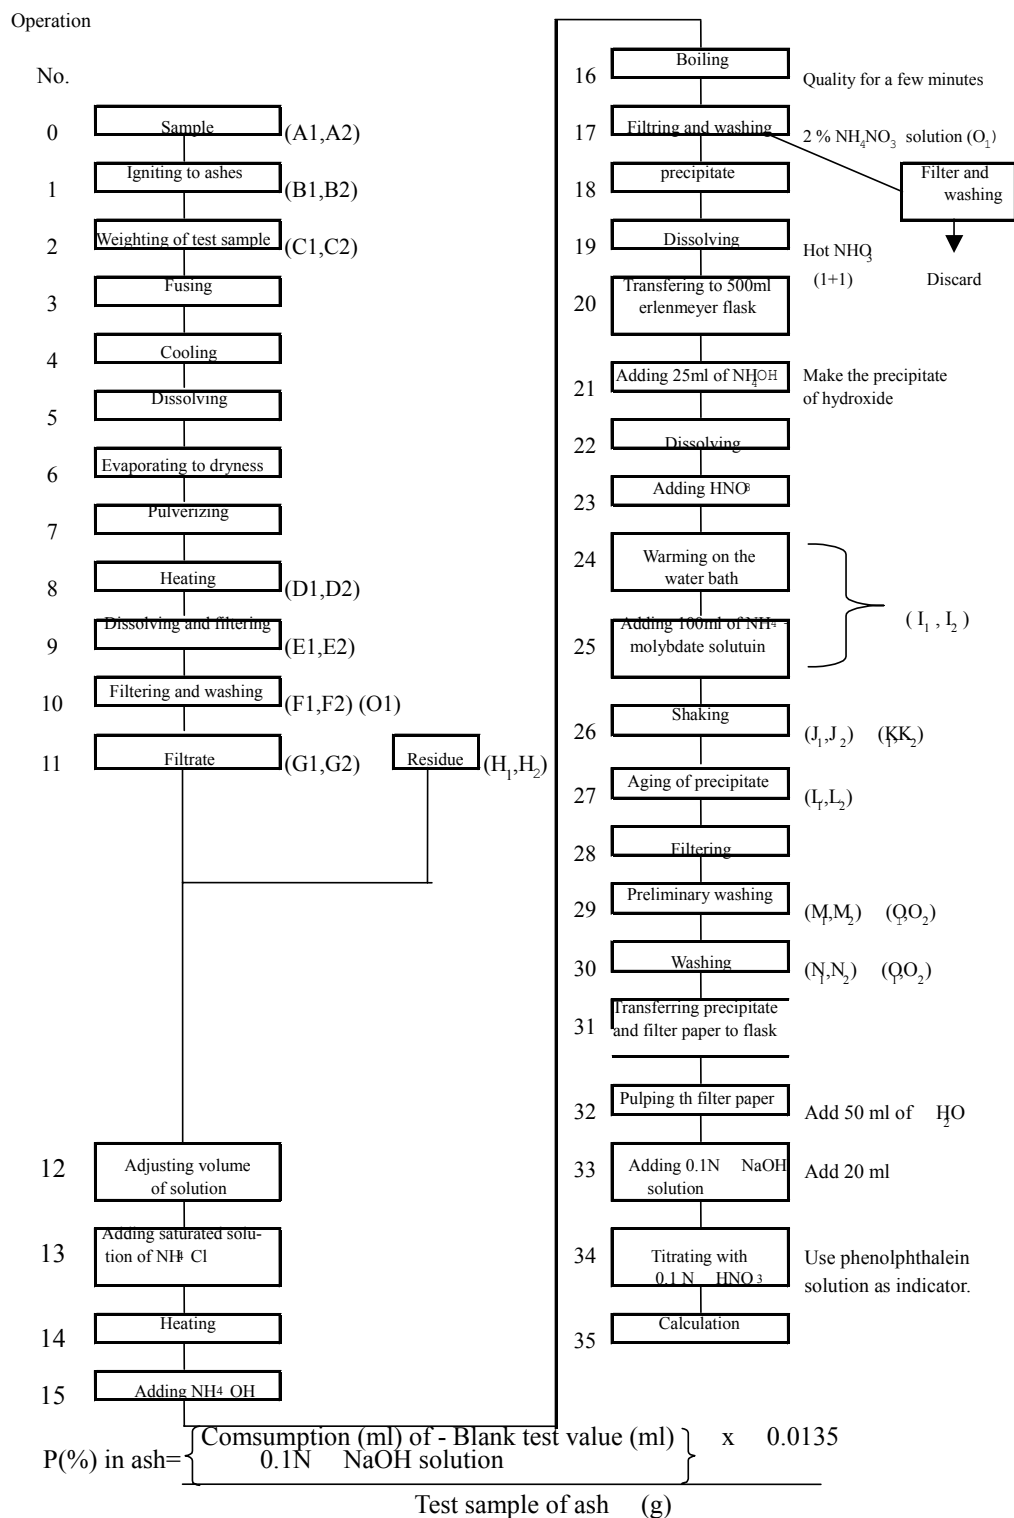 Operation
No.
0 Sample (A1,A2)
1 Igniting to ashes (B1,B2)
2 Weighting of test sample (C1,C2)
3 Fusing
4 Cooling
5 Dissolving
6 Evaporating to dryness
7 Pulverizing
8 Heating (D1,D2)
9 Dissolving and filtering (E1,E2)
10 Filtering and washing (F1,F2) (O1)
11 Filtrate (G1,G2) Residue (H₁,H₂)
12 Adjusting volume
of solution
13 Adding saturated solu-
tion of NH₄ Cl
14 Heating
15 Adding NH₄ OH
16 Boiling Quality for a few minutes
17 Filtring and washing 2 % NH₄NO₃ solution (O₁)
Filter and
washing
Discard
18 precipitate
19 Dissolving Hot NHO₃
(1+1)
20 Transfering to 500ml
erlenmeyer flask
21 Adding 25ml of NH₄OH Make the precipitate
of hydroxide
22 Dissolving
23 Adding HNO₃
24 Warming on the
water bath
25 Adding 100ml of NH₄ -
molybdate solutuin
( I₁ , I₂ )
26 Shaking (J₁,J₂) (K₁,K₂)
27 Aging of precipitate (L₁,L₂)
28 Filtering
29 Preliminary washing (M₁,M₂) (O₁,O₂)
30 Washing (N₁,N₂) (O₁,O₂)
31 Transferring precipitate
and filter paper to flask
32 Pulping th filter paper Add 50 ml of H₂O
33 Adding 0.1N NaOH Add 20 ml
solution
34 Titrating with Use phenolphthalein
0.1 N HNO₃ solution as indicator.
35 Calculation
Comsumption (ml) of - Blank test value (ml) x 0.0135
P(%) in ash= 0.1N NaOH solution
Test sample of ash (g)